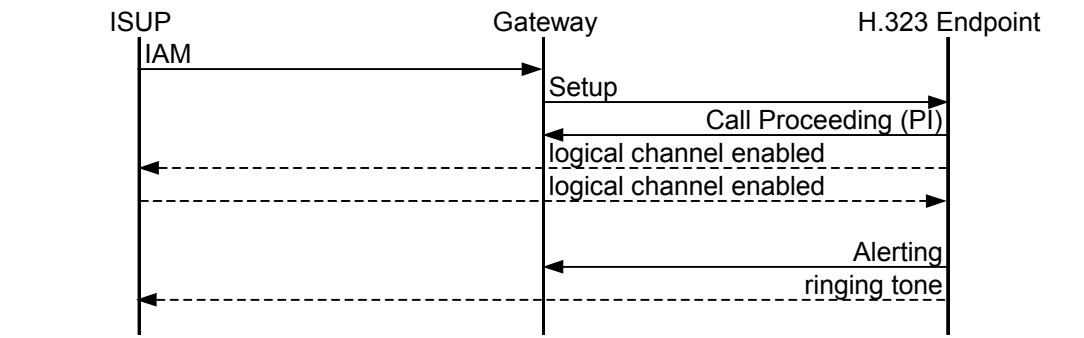 ISUP Gateway H.323 Endpoint
IAM
Setup
Call Proceeding (PI)
logical channel enabled
logical channel enabled
Alerting
ringing tone